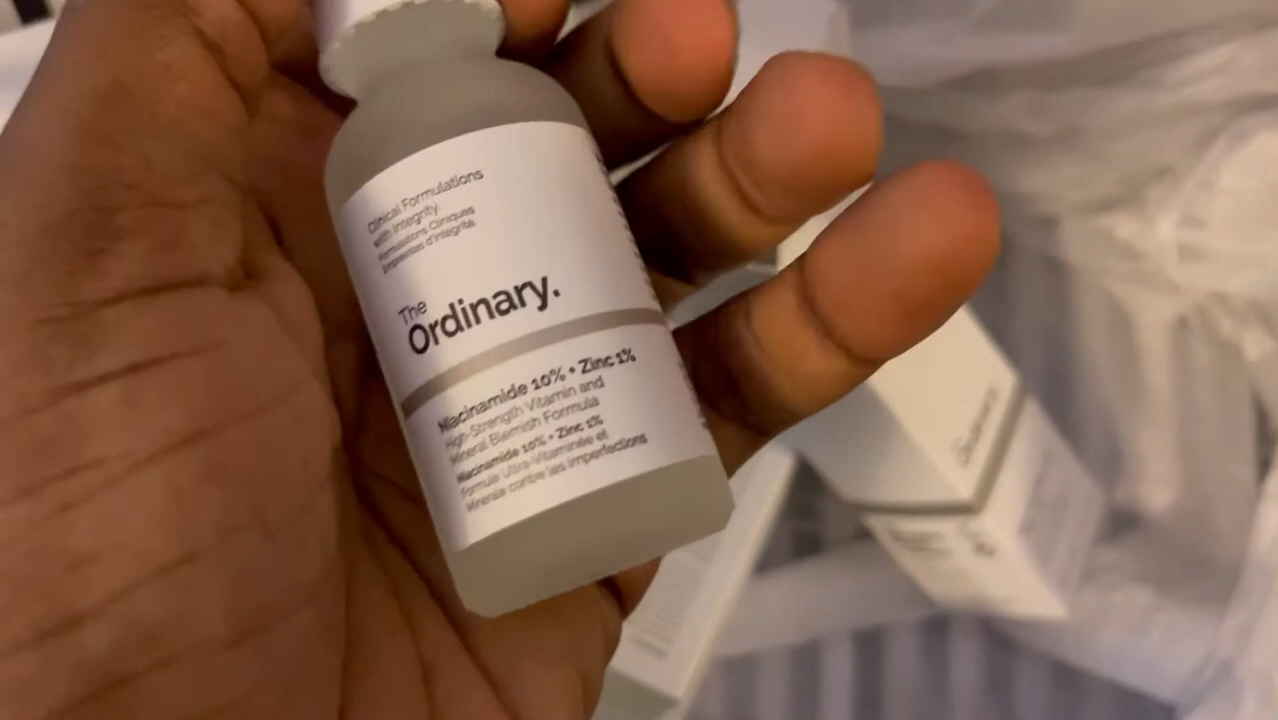 Clinical Formulations
with Integrity.
Formulations Cliniques
Empreintes d'intégrité.
The
Ordinary.
Niacinamide 10% + Zinc 1%
High-Strength Vitamin and
Mineral Blemish Formula
Niacinamide 10% + Zinc 1%
Formule Ultra-Vitaminée et
Minérale contre les imperfections
Ordinary.